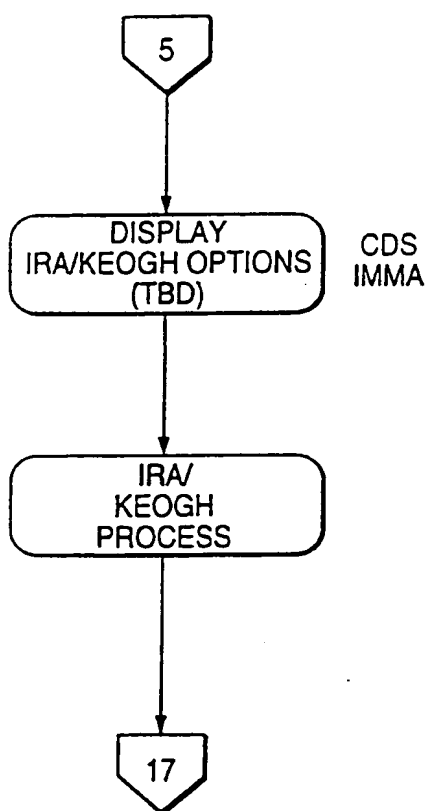 5
DISPLAY
IRA/KEOGH OPTIONS
(TBD)
CDS
IMMA
IRA/
KEOGH
PROCESS
17